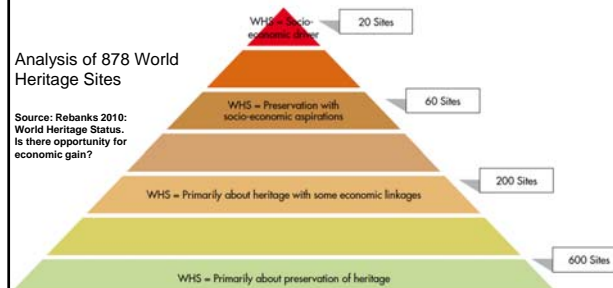 Analysis of 878 World
Heritage Sites
Source: Rebanks 2010:
World Heritage Status.
Is there opportunity for
economic gain?
WHS = Socio-
economic driver
20 Sites
WHS = Preservation with
socio-economic aspirations
60 Sites
WHS = Primarily about heritage with some economic linkages
200 Sites
WHS = Primarily about preservation of heritage
600 Sites